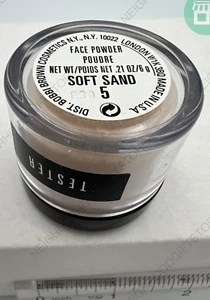 DIST. BOBBI BROWN COSMETICS N.Y., N.Y. 10022 LONDON W1K 3BQ MADE IN U.S.A.
FACE POWDER
POUDRE
NET WT/POIDS NET .21 OZ/6 g
SOFT SAND
5
TESTER